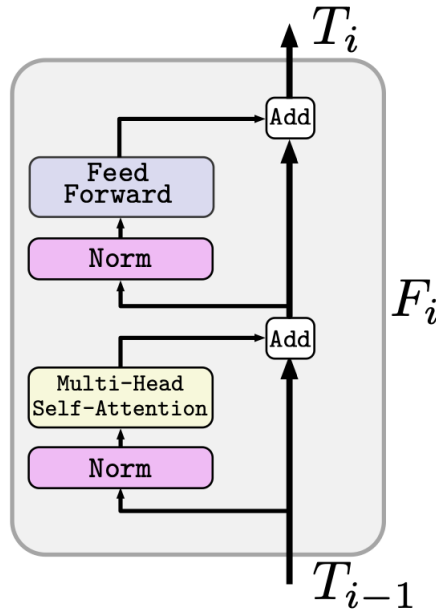 T_i
Add
Feed
Forward
Norm
F_i
Add
Multi-Head
Self-Attention
Norm
T_{i-1}